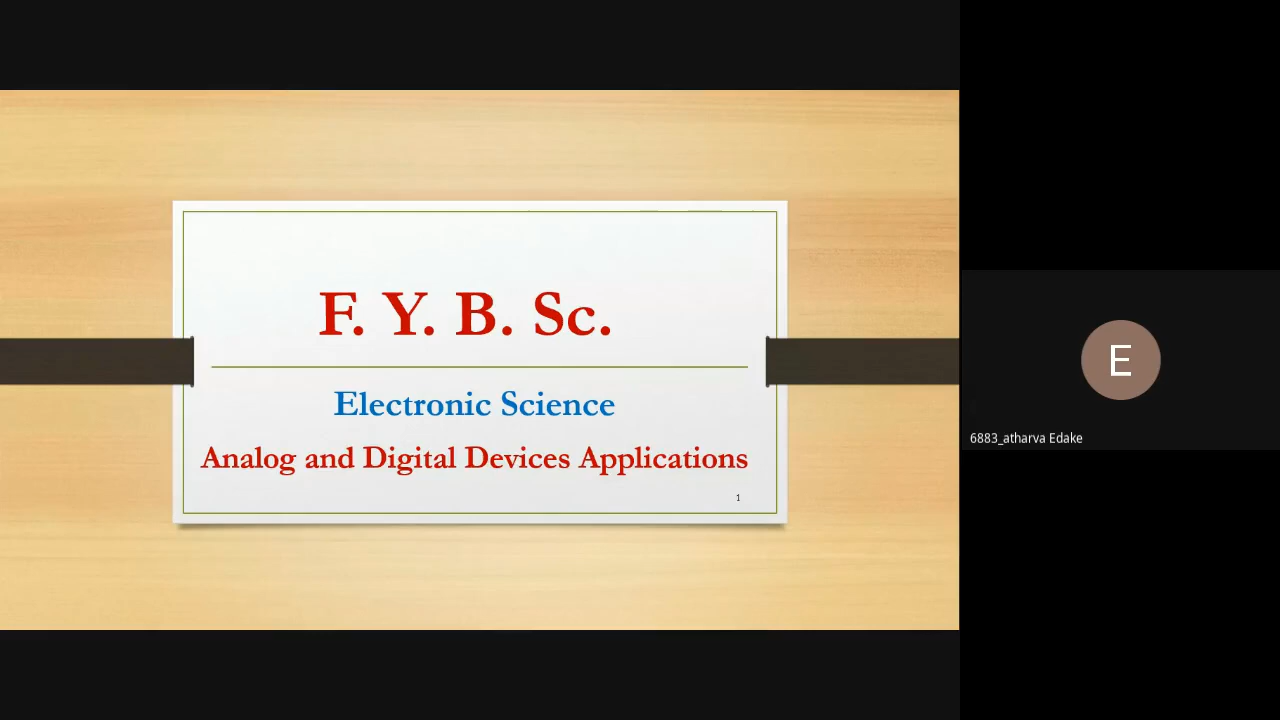 F. Y. B. Sc.
Electronic Science
Analog and Digital Devices Applications
1
E
6883_atharva Edake